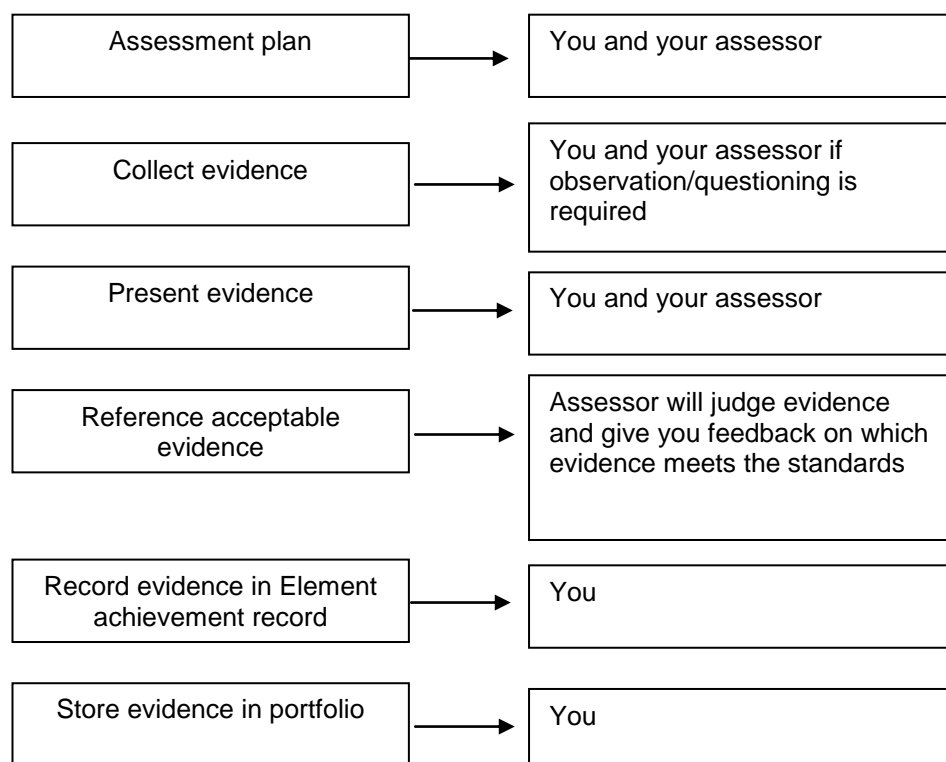 Assessment plan
You and your assessor
Collect evidence
You and your assessor if
observation/questioning is
required
Present evidence
You and your assessor
Reference acceptable
evidence
Assessor will judge evidence
and give you feedback on which
evidence meets the standards
Record evidence in Element
achievement record
You
Store evidence in portfolio
You